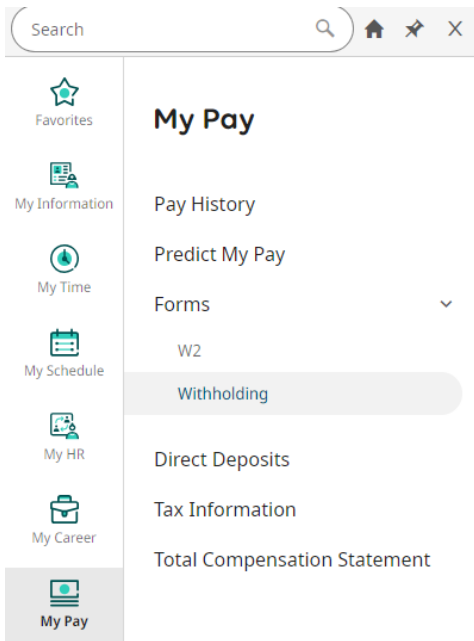 Search
X
Favorites
My Information
My Time
My Schedule
My HR
My Career
My Pay
My Pay
Pay History
Predict My Pay
Forms
W2
Withholding
Direct Deposits
Tax Information
Total Compensation Statement